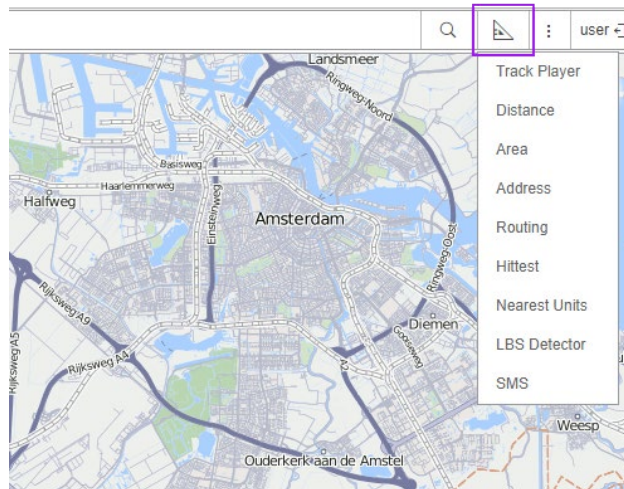 user
Track Player
Distance
Area
Address
Routing
Hittest
Nearest Units
LBS Detector
SMS
Landsmeer
Ringweg-Noord
Basisweg
Haarlemmerweg
Halfweg
Einsteinweg
Amsterdam
Ringweg-Oost
Rijksweg A9
Diemen
Gooiseweg
Rijksweg A5
Rijksweg A4
A2
Weesp
Ouderkerk aan de Amstel